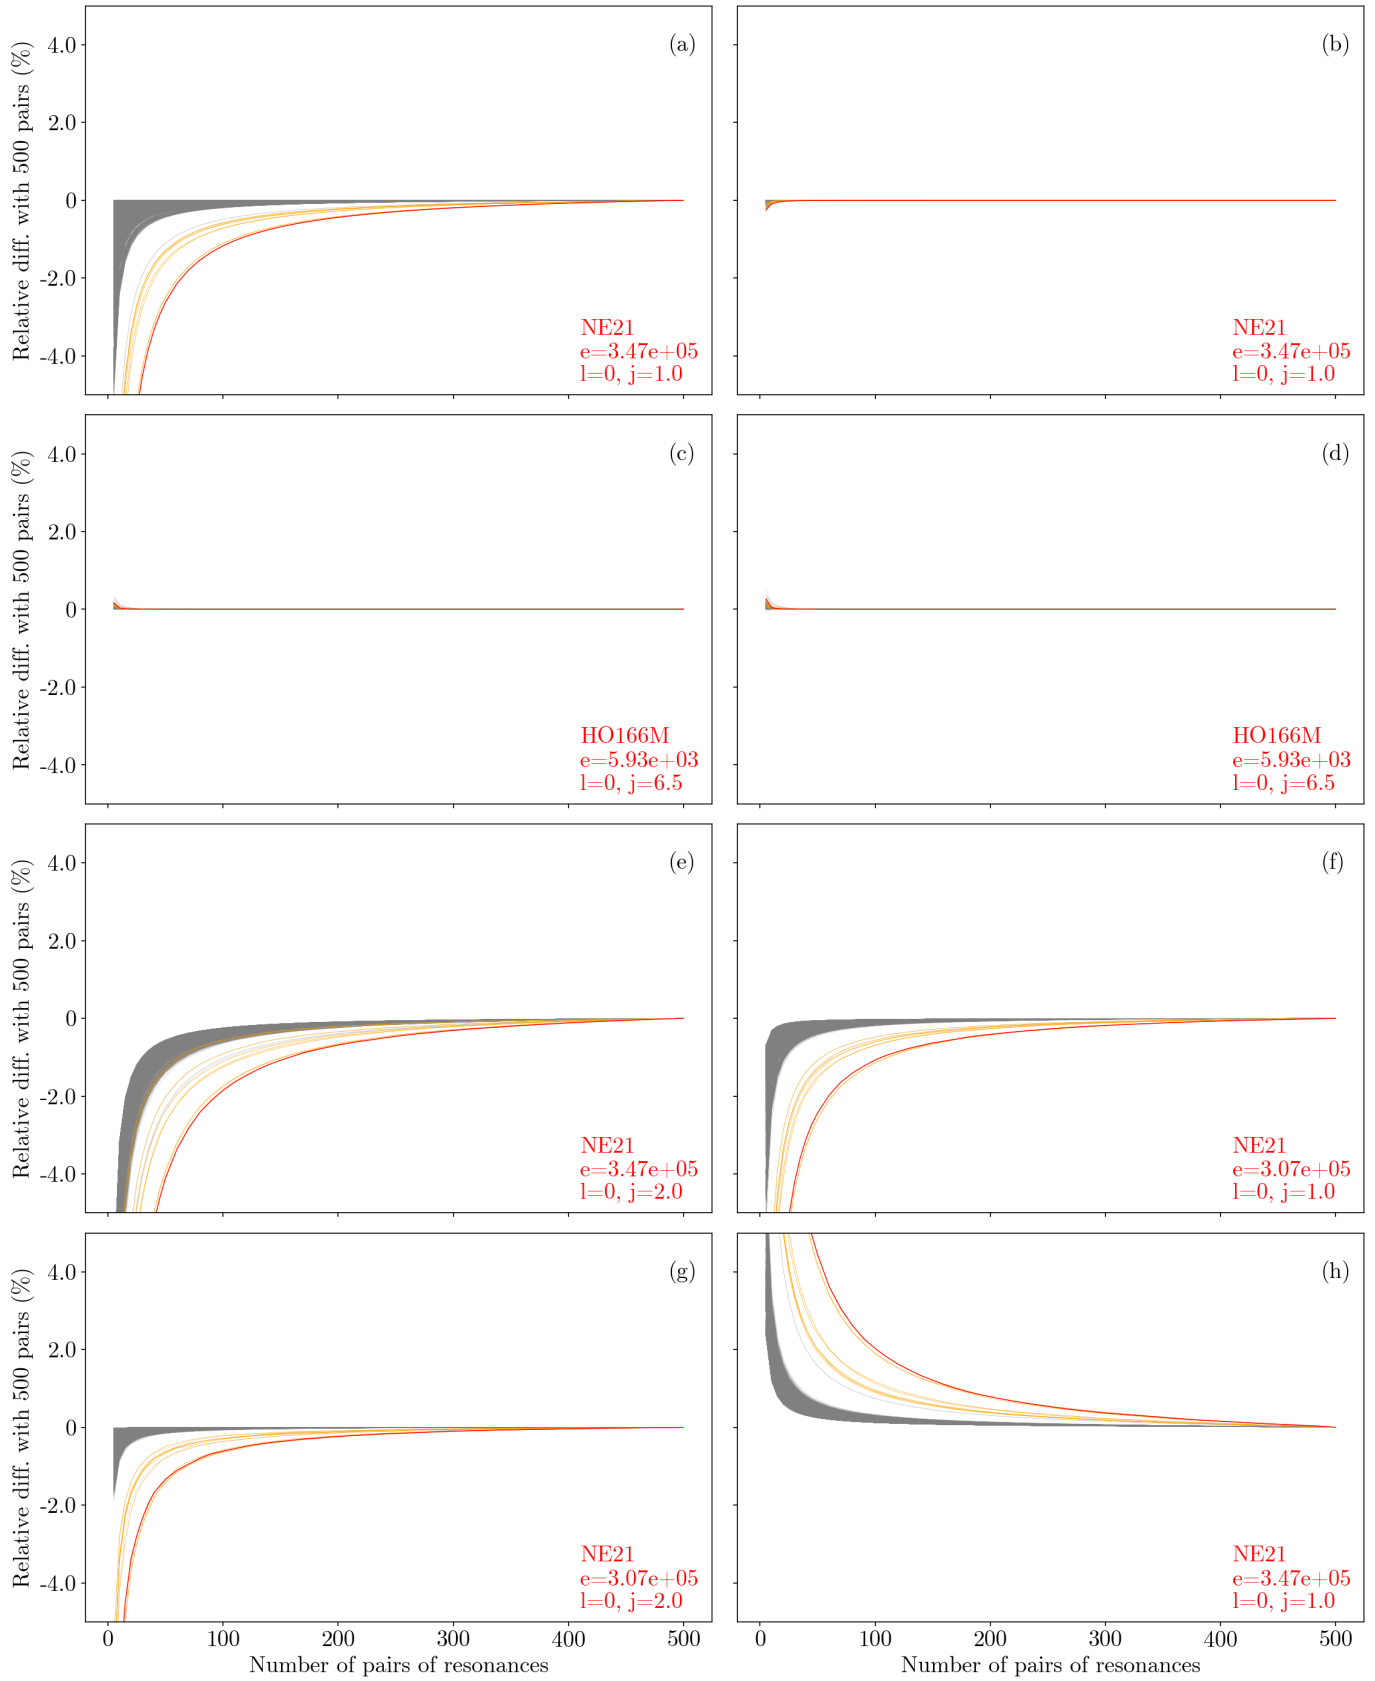 Relative diff. with 500 pairs (%)
4.0
2.0
0
-2.0
-4.0
(a)
NE21
e=3.47e+05
l=0, j=1.0
(b)
NE21
e=3.47e+05
l=0, j=1.0
Relative diff. with 500 pairs (%)
4.0
2.0
0
-2.0
-4.0
(c)
HO166M
e=5.93e+03
l=0, j=6.5
(d)
HO166M
e=5.93e+03
l=0, j=6.5
Relative diff. with 500 pairs (%)
4.0
2.0
0
-2.0
-4.0
(e)
NE21
e=3.47e+05
l=0, j=2.0
(f)
NE21
e=3.07e+05
l=0, j=1.0
Relative diff. with 500 pairs (%)
4.0
2.0
0
-2.0
-4.0
(g)
NE21
e=3.07e+05
l=0, j=2.0
0 100 200 300 400 500
Number of pairs of resonances
(h)
NE21
e=3.47e+05
l=0, j=1.0
0 100 200 300 400 500
Number of pairs of resonances